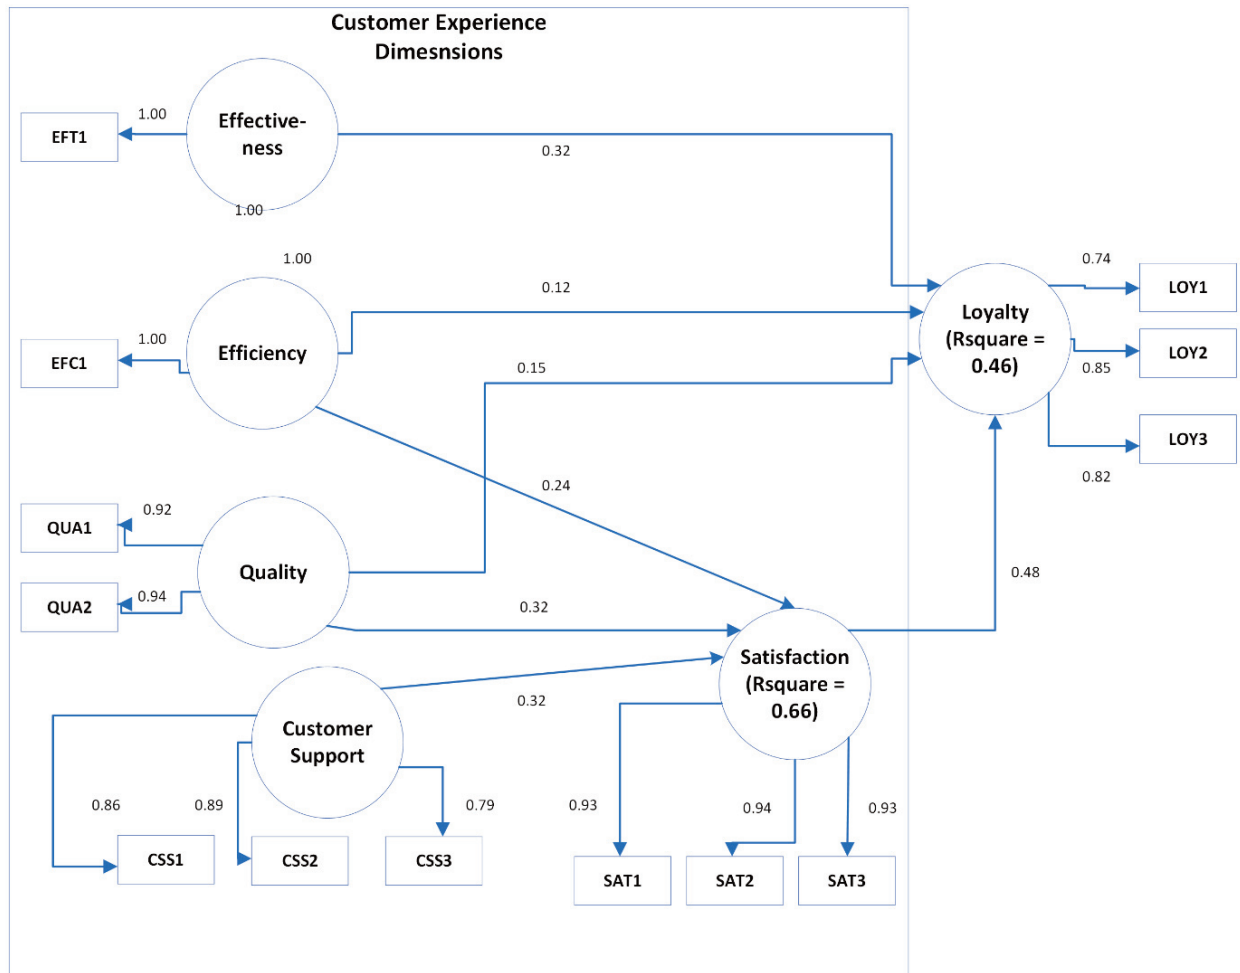 Customer Experience
Dimesnsions
1.00
EFT1
Effective-
ness
0.32
1.00
1.00
0.12
0.74
LOY1
Loyalty
(Rsquare =
0.46)
1.00
EFC1
Efficiency
LOY2
0.15
0.85
LOY3
0.82
0.24
0.92
QUA1
Quality
0.48
0.94
QUA2
0.32
Satisfaction
(Rsquare =
0.66)
0.32
Customer
Support
0.86
0.89
0.79
0.93
0.94
0.93
CSS1
CSS2
CSS3
SAT1
SAT2
SAT3